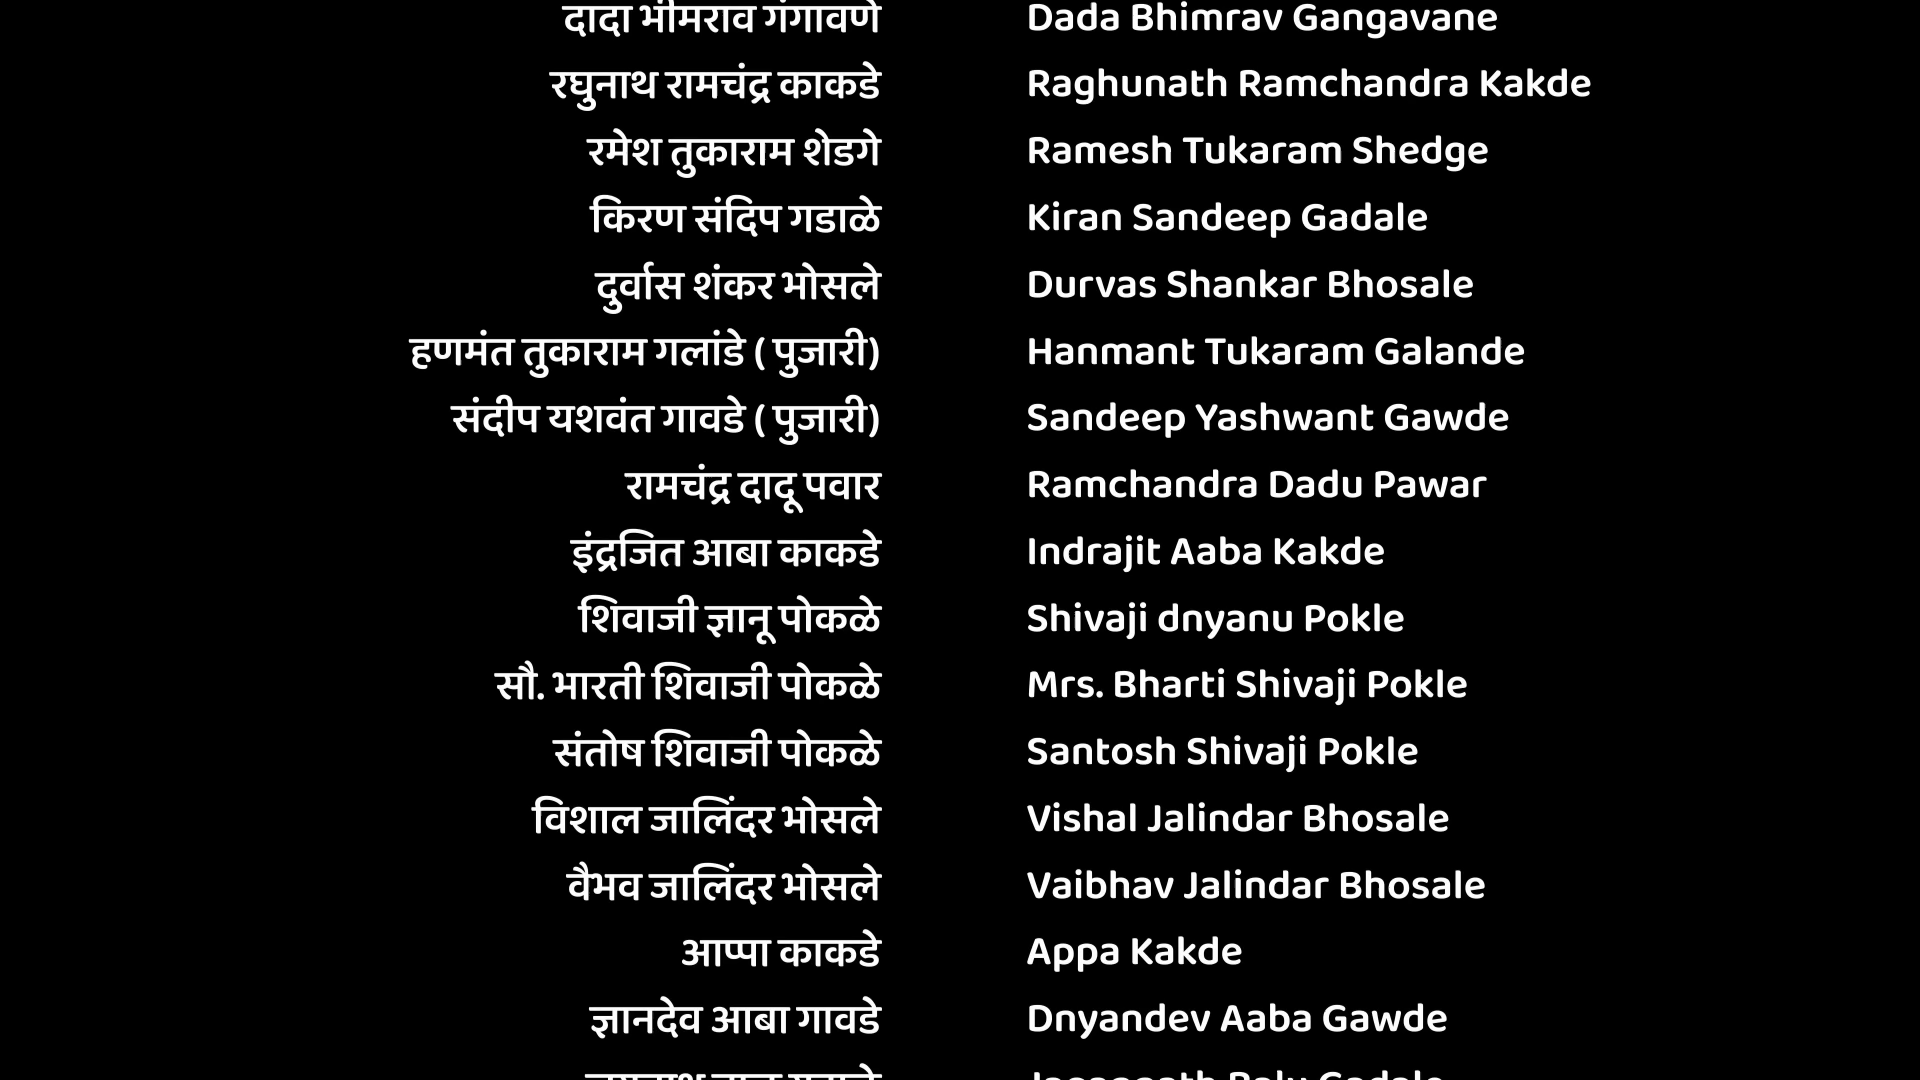 दादा भीमराव गंगावणे Dada Bhimrav Gangavane
रघुनाथ रामचंद्र काकडे Raghunath Ramchandra Kakde
रमेश तुकाराम शेडगे Ramesh Tukaram Shedge
किरण संदिप गडाळे Kiran Sandeep Gadale
दुर्वास शंकर भोसले Durvas Shankar Bhosale
हणमंत तुकाराम गलांडे ( पुजारी) Hanmant Tukaram Galande
संदीप यशवंत गावडे ( पुजारी) Sandeep Yashwant Gawde
रामचंद्र दादू पवार Ramchandra Dadu Pawar
इंद्रजित आबा काकडे Indrajit Aaba Kakde
शिवाजी ज्ञानू पोकळे Shivaji dnyanu Pokle
सौ. भारती शिवाजी पोकळे Mrs. Bharti Shivaji Pokle
संतोष शिवाजी पोकळे Santosh Shivaji Pokle
विशाल जालिंदर भोसले Vishal Jalindar Bhosale
वैभव जालिंदर भोसले Vaibhav Jalindar Bhosale
आप्पा काकडे Appa Kakde
ज्ञानदेव आबा गावडे Dnyandev Aaba Gawde